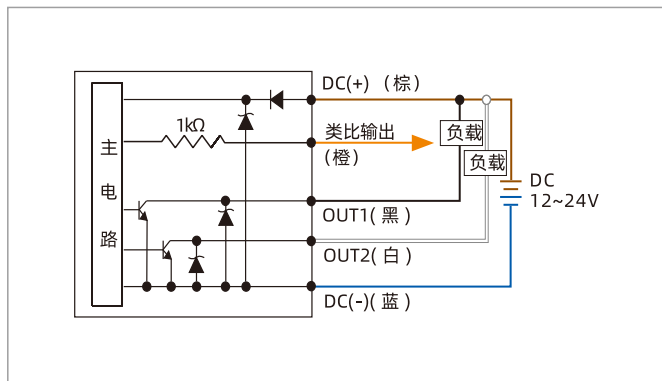 DC(+) (棕)
1kΩ
类比输出
(橙)
负载
负载
主
电
路
DC
12~24V
OUT1(黑)
OUT2(白)
DC(-)(蓝)